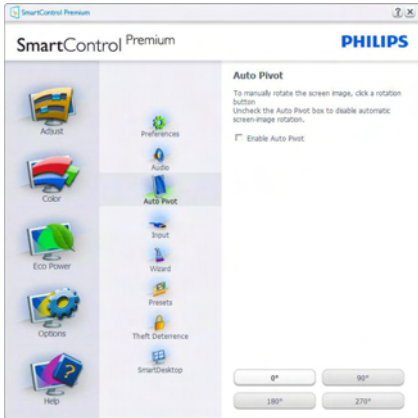 SmartControl Premium
? ×
SmartControl Premium
PHILIPS
Adjust
Color
Eco Power
Options
Help
Preferences
Audio
Auto Pivot
Input
Wizard
Presets
Theft Deterrence
SmartDesktop
Auto Pivot
To manually rotate the screen image, click a rotation
button
Uncheck the Auto Pivot box to disable automatic
screen-image rotation.
Enable Auto Pivot
0° 90°
180° 270°